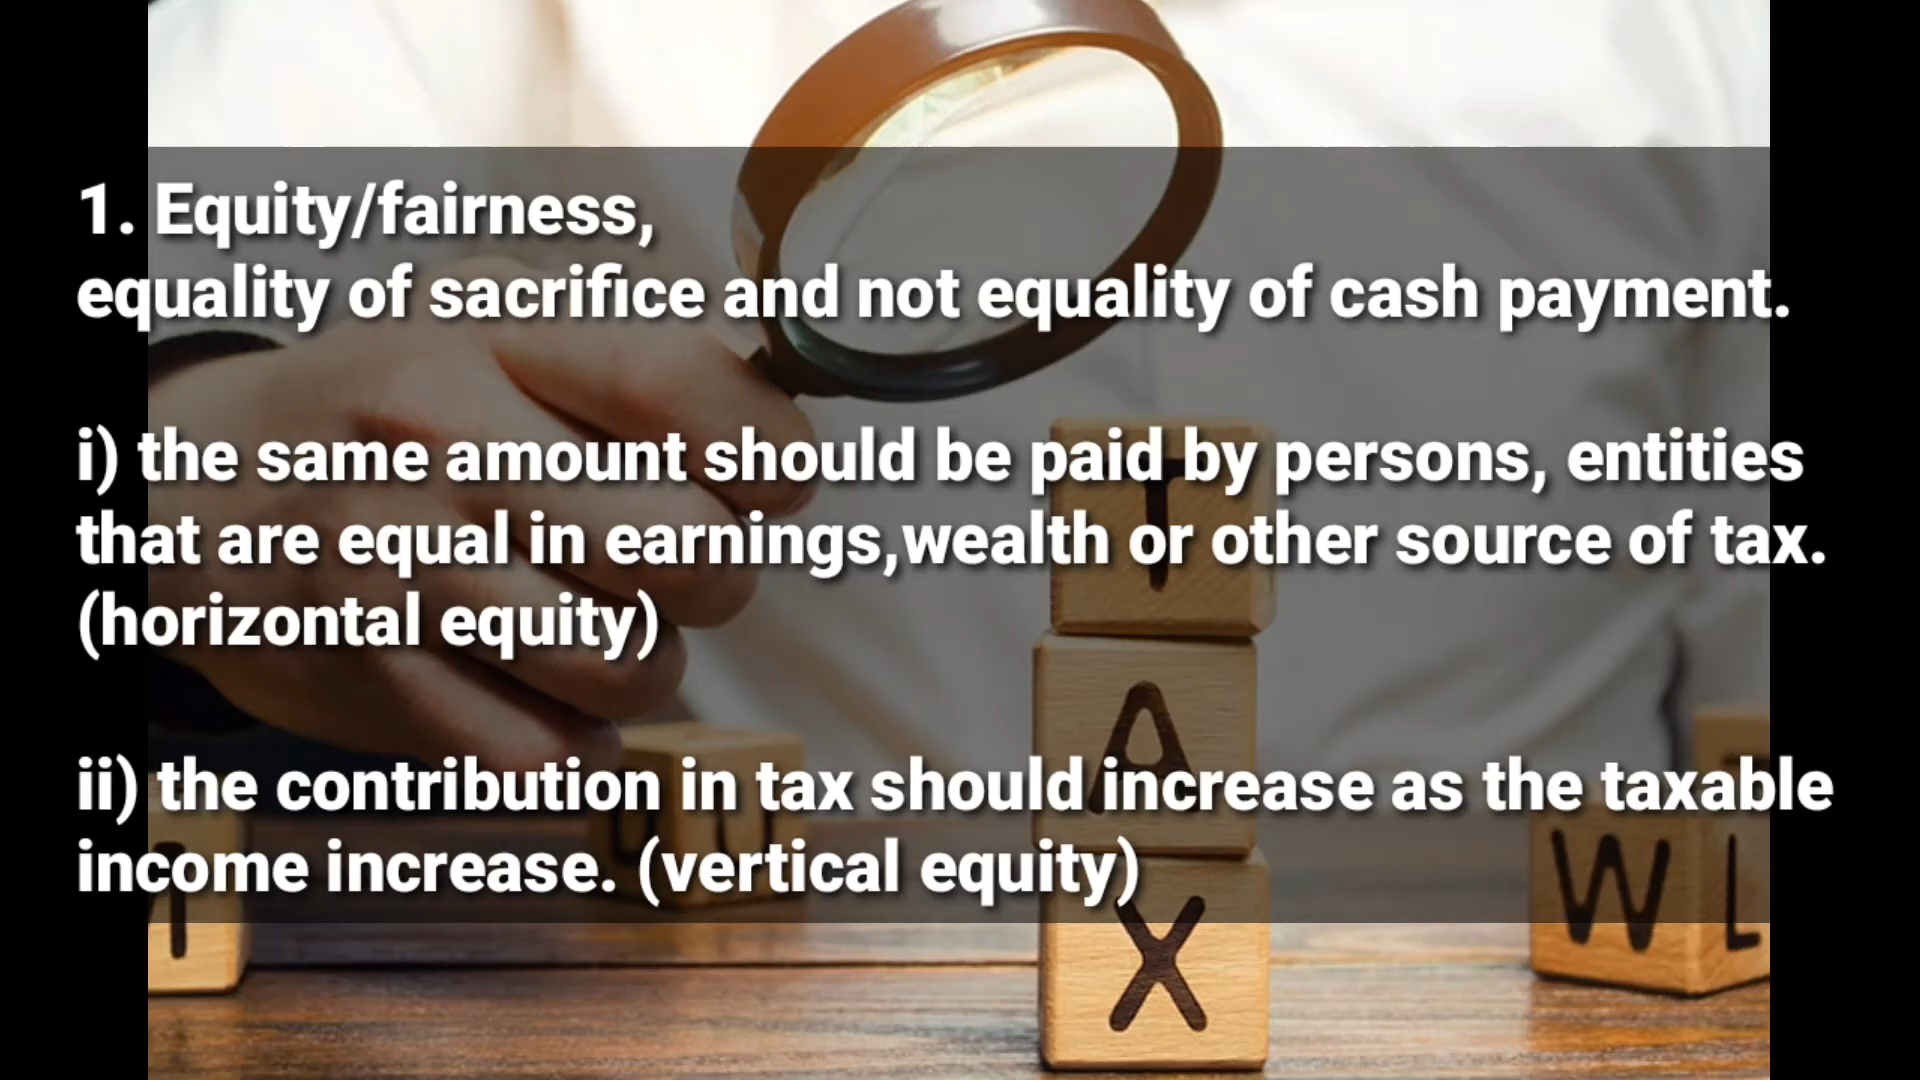 1. Equity/fairness,
equality of sacrifice and not equality of cash payment.
i) the same amount should be paid by persons, entities
that are equal in earnings,wealth or other source of tax.
(horizontal equity)
ii) the contribution in tax should increase as the taxable
income increase. (vertical equity)
T
A
X
W L